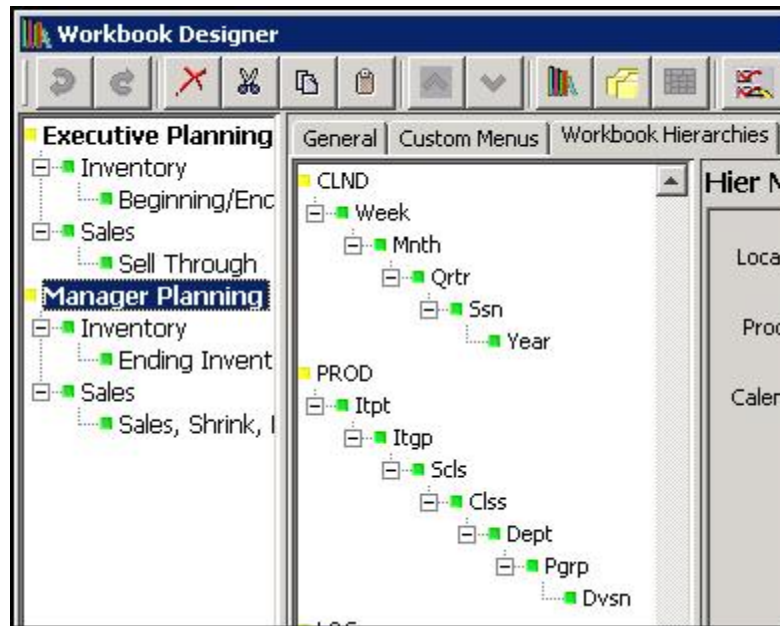 Workbook Designer
General Custom Menus Workbook Hierarchies
Executive Planning
Inventory
Beginning/End
Sales
Sell Through
Manager Planning
Inventory
Ending Invent
Sales
Sales, Shrink,
CLND
Week
Mnth
Qrtr
Ssn
Year
PROD
Itpt
Itgp
Scls
Clss
Dept
Pgrp
Dvsn
Hier
Loca
Prod
Calen